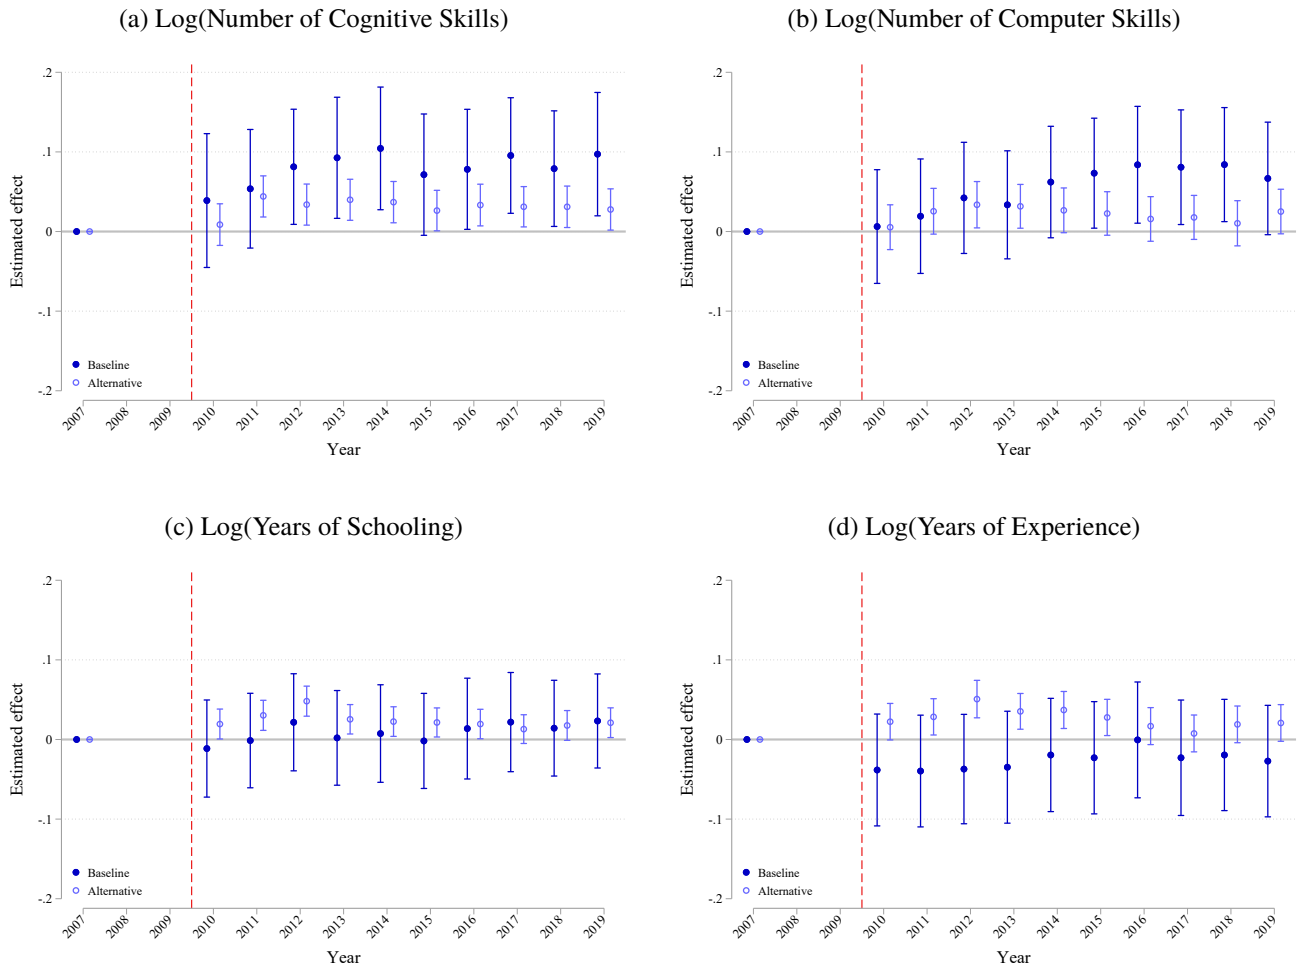 (a) Log(Number of Cognitive Skills)
.2
.1
0
-.1
-.2
Estimated effect
Baseline
Alternative
2007 2008 2009 2010 2011 2012 2013 2014 2015 2016 2017 2018 2019
Year
(b) Log(Number of Computer Skills)
.2
.1
0
-.1
-.2
Estimated effect
Baseline
Alternative
2007 2008 2009 2010 2011 2012 2013 2014 2015 2016 2017 2018 2019
Year
(c) Log(Years of Schooling)
.2
.1
0
-.1
-.2
Estimated effect
Baseline
Alternative
2007 2008 2009 2010 2011 2012 2013 2014 2015 2016 2017 2018 2019
Year
(d) Log(Years of Experience)
.2
.1
0
-.1
-.2
Estimated effect
Baseline
Alternative
2007 2008 2009 2010 2011 2012 2013 2014 2015 2016 2017 2018 2019
Year